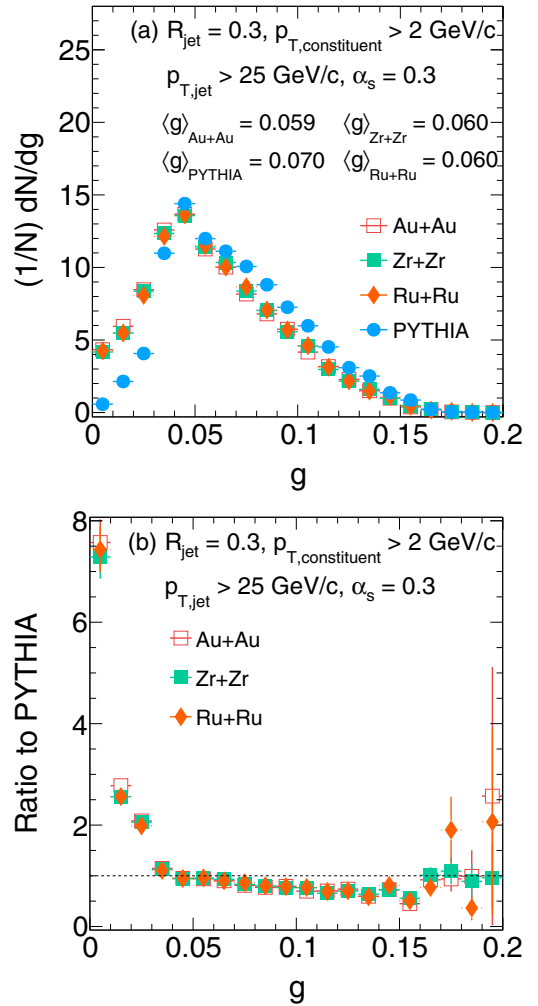 (a) R_jet = 0.3, p_T,constituent > 2 GeV/c
p_T,jet > 25 GeV/c, α_s = 0.3
⟨g⟩_Au+Au = 0.059 ⟨g⟩_Zr+Zr = 0.060
⟨g⟩_PYTHIA = 0.070 ⟨g⟩_Ru+Ru = 0.060
Au+Au
Zr+Zr
Ru+Ru
PYTHIA
(1/N) dN/dg
25
20
15
10
5
0
0 0.05 0.1 0.15 0.2
g
(b) R_jet = 0.3, p_T,constituent > 2 GeV/c
p_T,jet > 25 GeV/c, α_s = 0.3
Au+Au
Zr+Zr
Ru+Ru
Ratio to PYTHIA
8
6
4
2
0
0 0.05 0.1 0.15 0.2
g